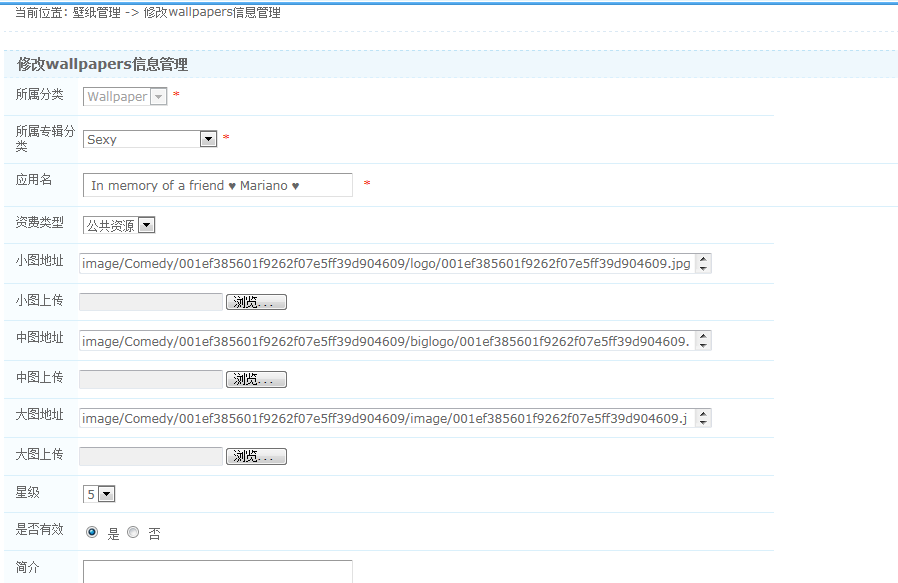 当前位置: 壁纸管理 -> 修改wallpapers信息管理
修改wallpapers信息管理
所属分类 Wallpaper *
所属专辑分
类 Sexy *
应用名 In memory of a friend ♥ Mariano ♥ *
资费类型 公共资源
小图地址 image/Comedy/001ef385601f9262f07e5ff39d904609/logo/001ef385601f9262f07e5ff39d904609.jpg
小图上传 浏览...
中图地址 image/Comedy/001ef385601f9262f07e5ff39d904609/biglogo/001ef385601f9262f07e5ff39d904609.
中图上传 浏览...
大图地址 image/Comedy/001ef385601f9262f07e5ff39d904609/image/001ef385601f9262f07e5ff39d904609.j
大图上传 浏览...
星级 5
是否有效 是 否
简介